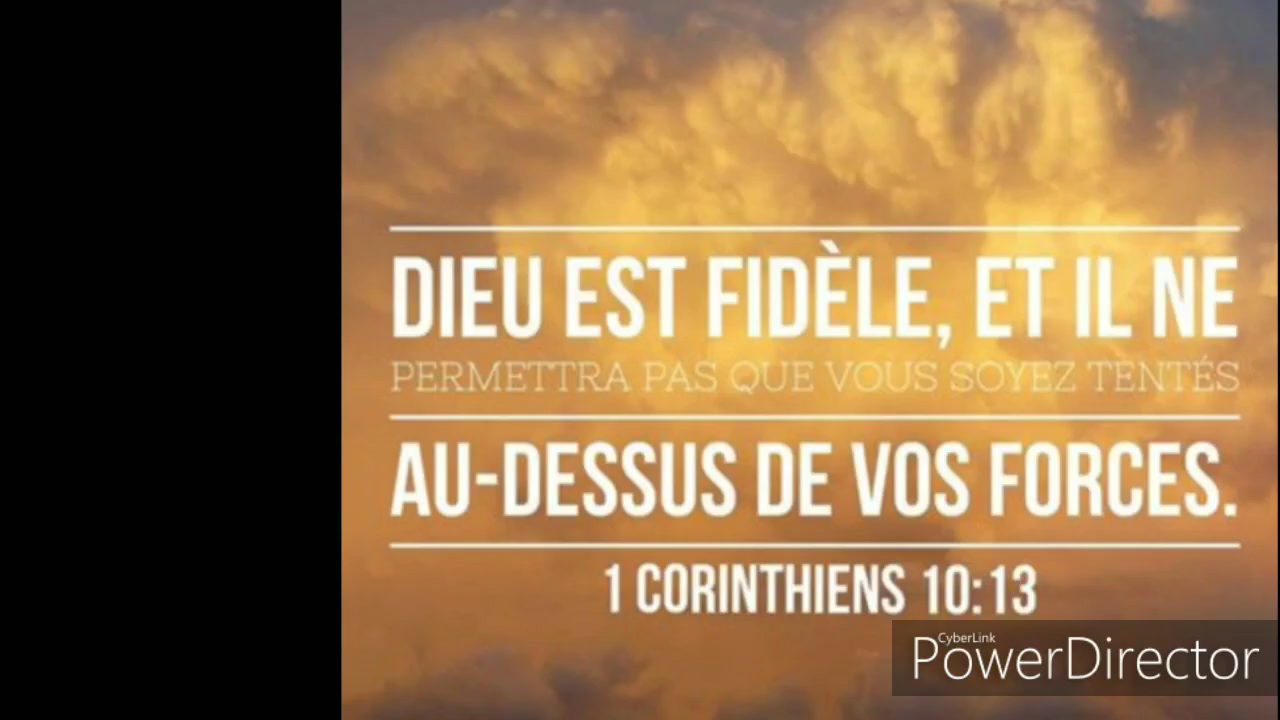 DIEU EST FIDÈLE, ET IL NE
PERMETTRA PAS QUE VOUS SOYEZ TENTÉS
AU-DESSUS DE VOS FORCES.
1 CORINTHIENS 10:13
CyberLink
PowerDirector